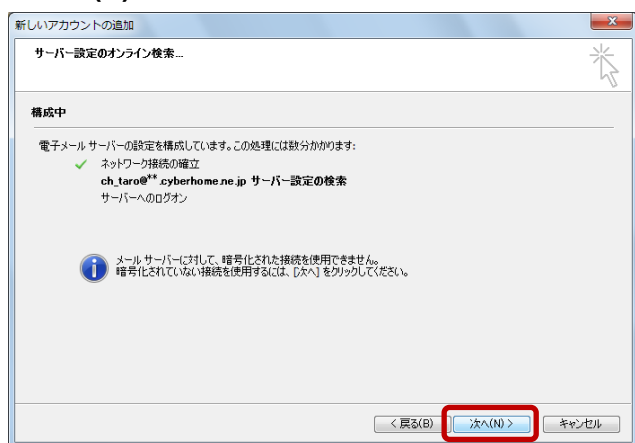 新しいアカウントの追加
サーバー設定のオンライン検索...
構成中
電子メール サーバーの設定を構成しています。この処理には数分かかります:
✓ ネットワーク接続の確立
ch_taro@**.cyberhome.ne.jp サーバー設定の検索
サーバーへのログオン
メール サーバーに対して、暗号化された接続を使用できません。
暗号化されていない接続を使用するには、[次へ] をクリックしてください。
< 戻る(B) 次へ(N) > キャンセル